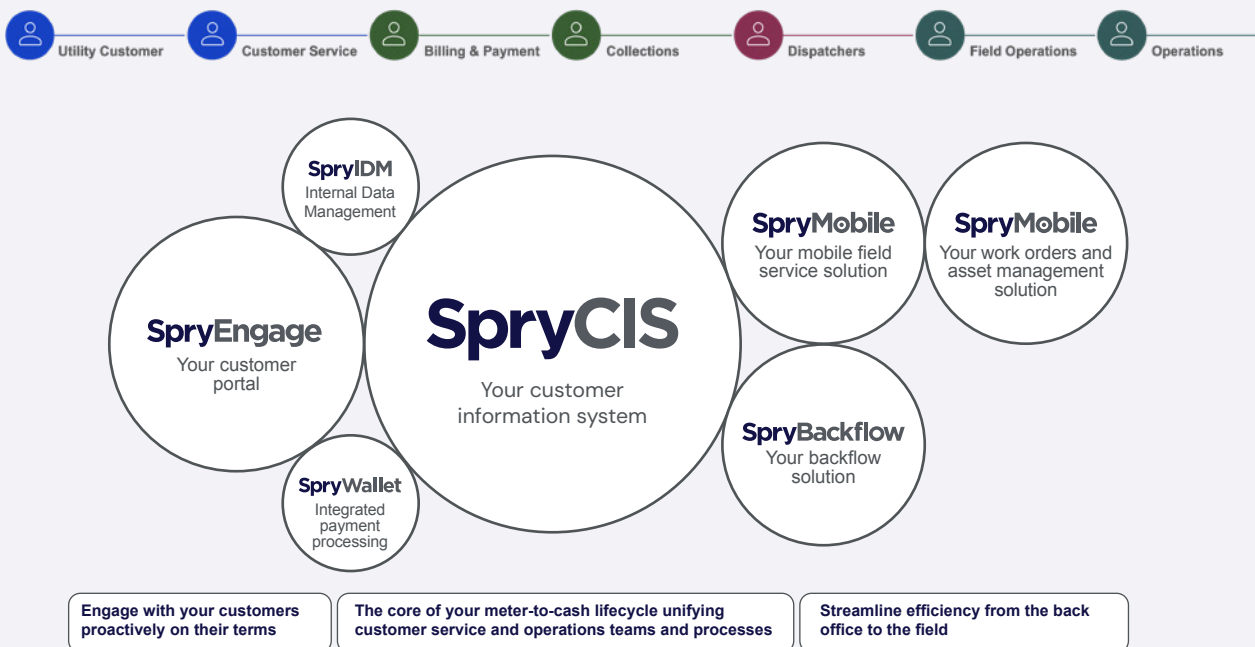 Utility Customer
Customer Service
Billing & Payment
Collections
Dispatchers
Field Operations
Operations
SpryIDM
Internal Data
Management
SpryEngage
Your customer
portal
SpryWallet
Integrated
payment
processing
SpryCIS
Your customer
information system
SpryMobile
Your mobile field
service solution
SpryMobile
Your work orders and
asset management
solution
SpryBackflow
Your backflow
solution
Engage with your customers
proactively on their terms
The core of your meter-to-cash lifecycle unifying
customer service and operations teams and processes
Streamline efficiency from the back
office to the field